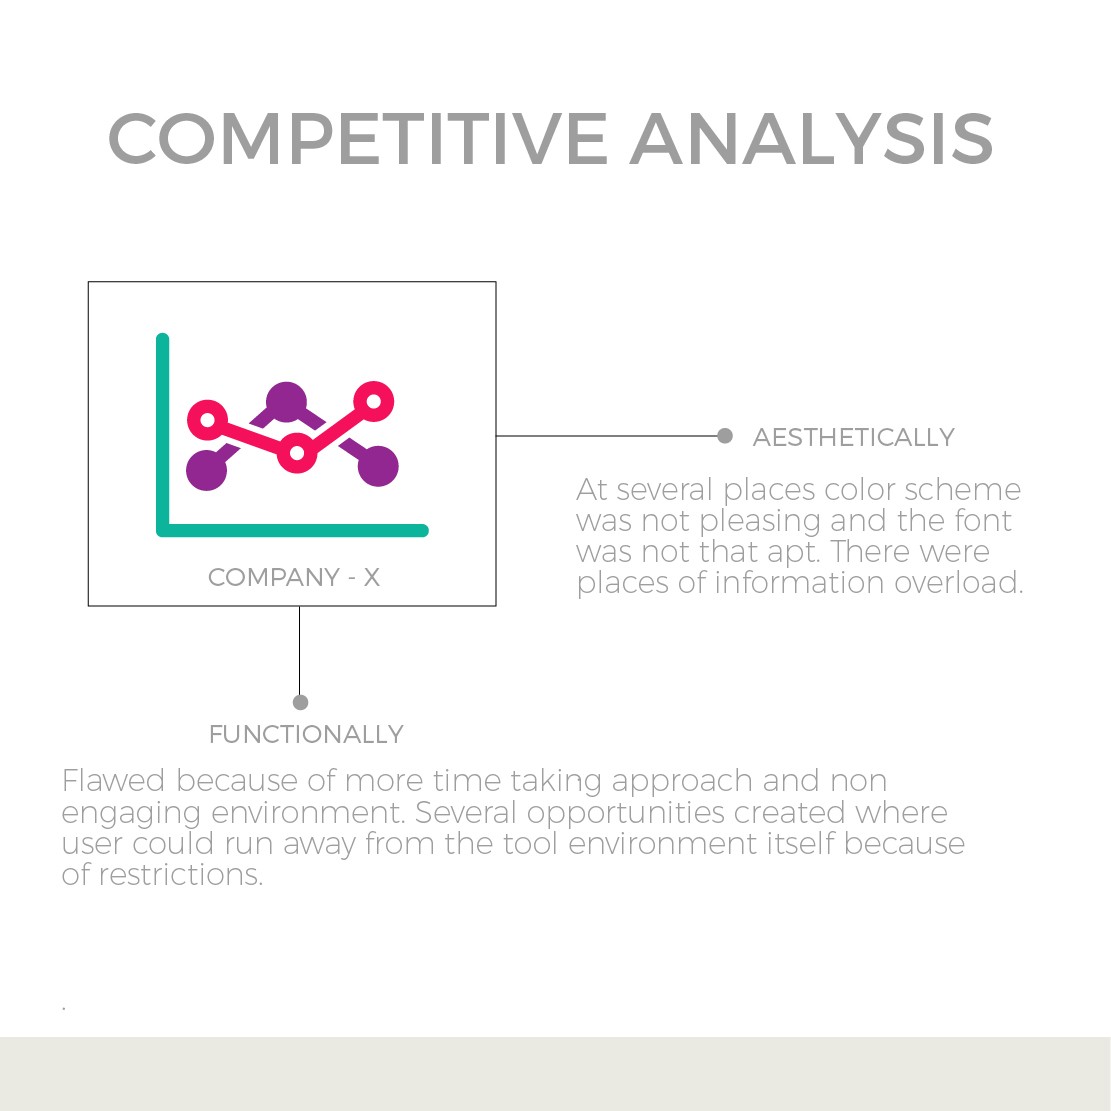 COMPETITIVE ANALYSIS
COMPANY - X
AESTHETICALLY
At several places color scheme
was not pleasing and the font
was not that apt. There were
places of information overload.
FUNCTIONALLY
Flawed because of more time taking approach and non
engaging environment. Several opportunities created where
user could run away from the tool environment itself because
of restrictions.
.